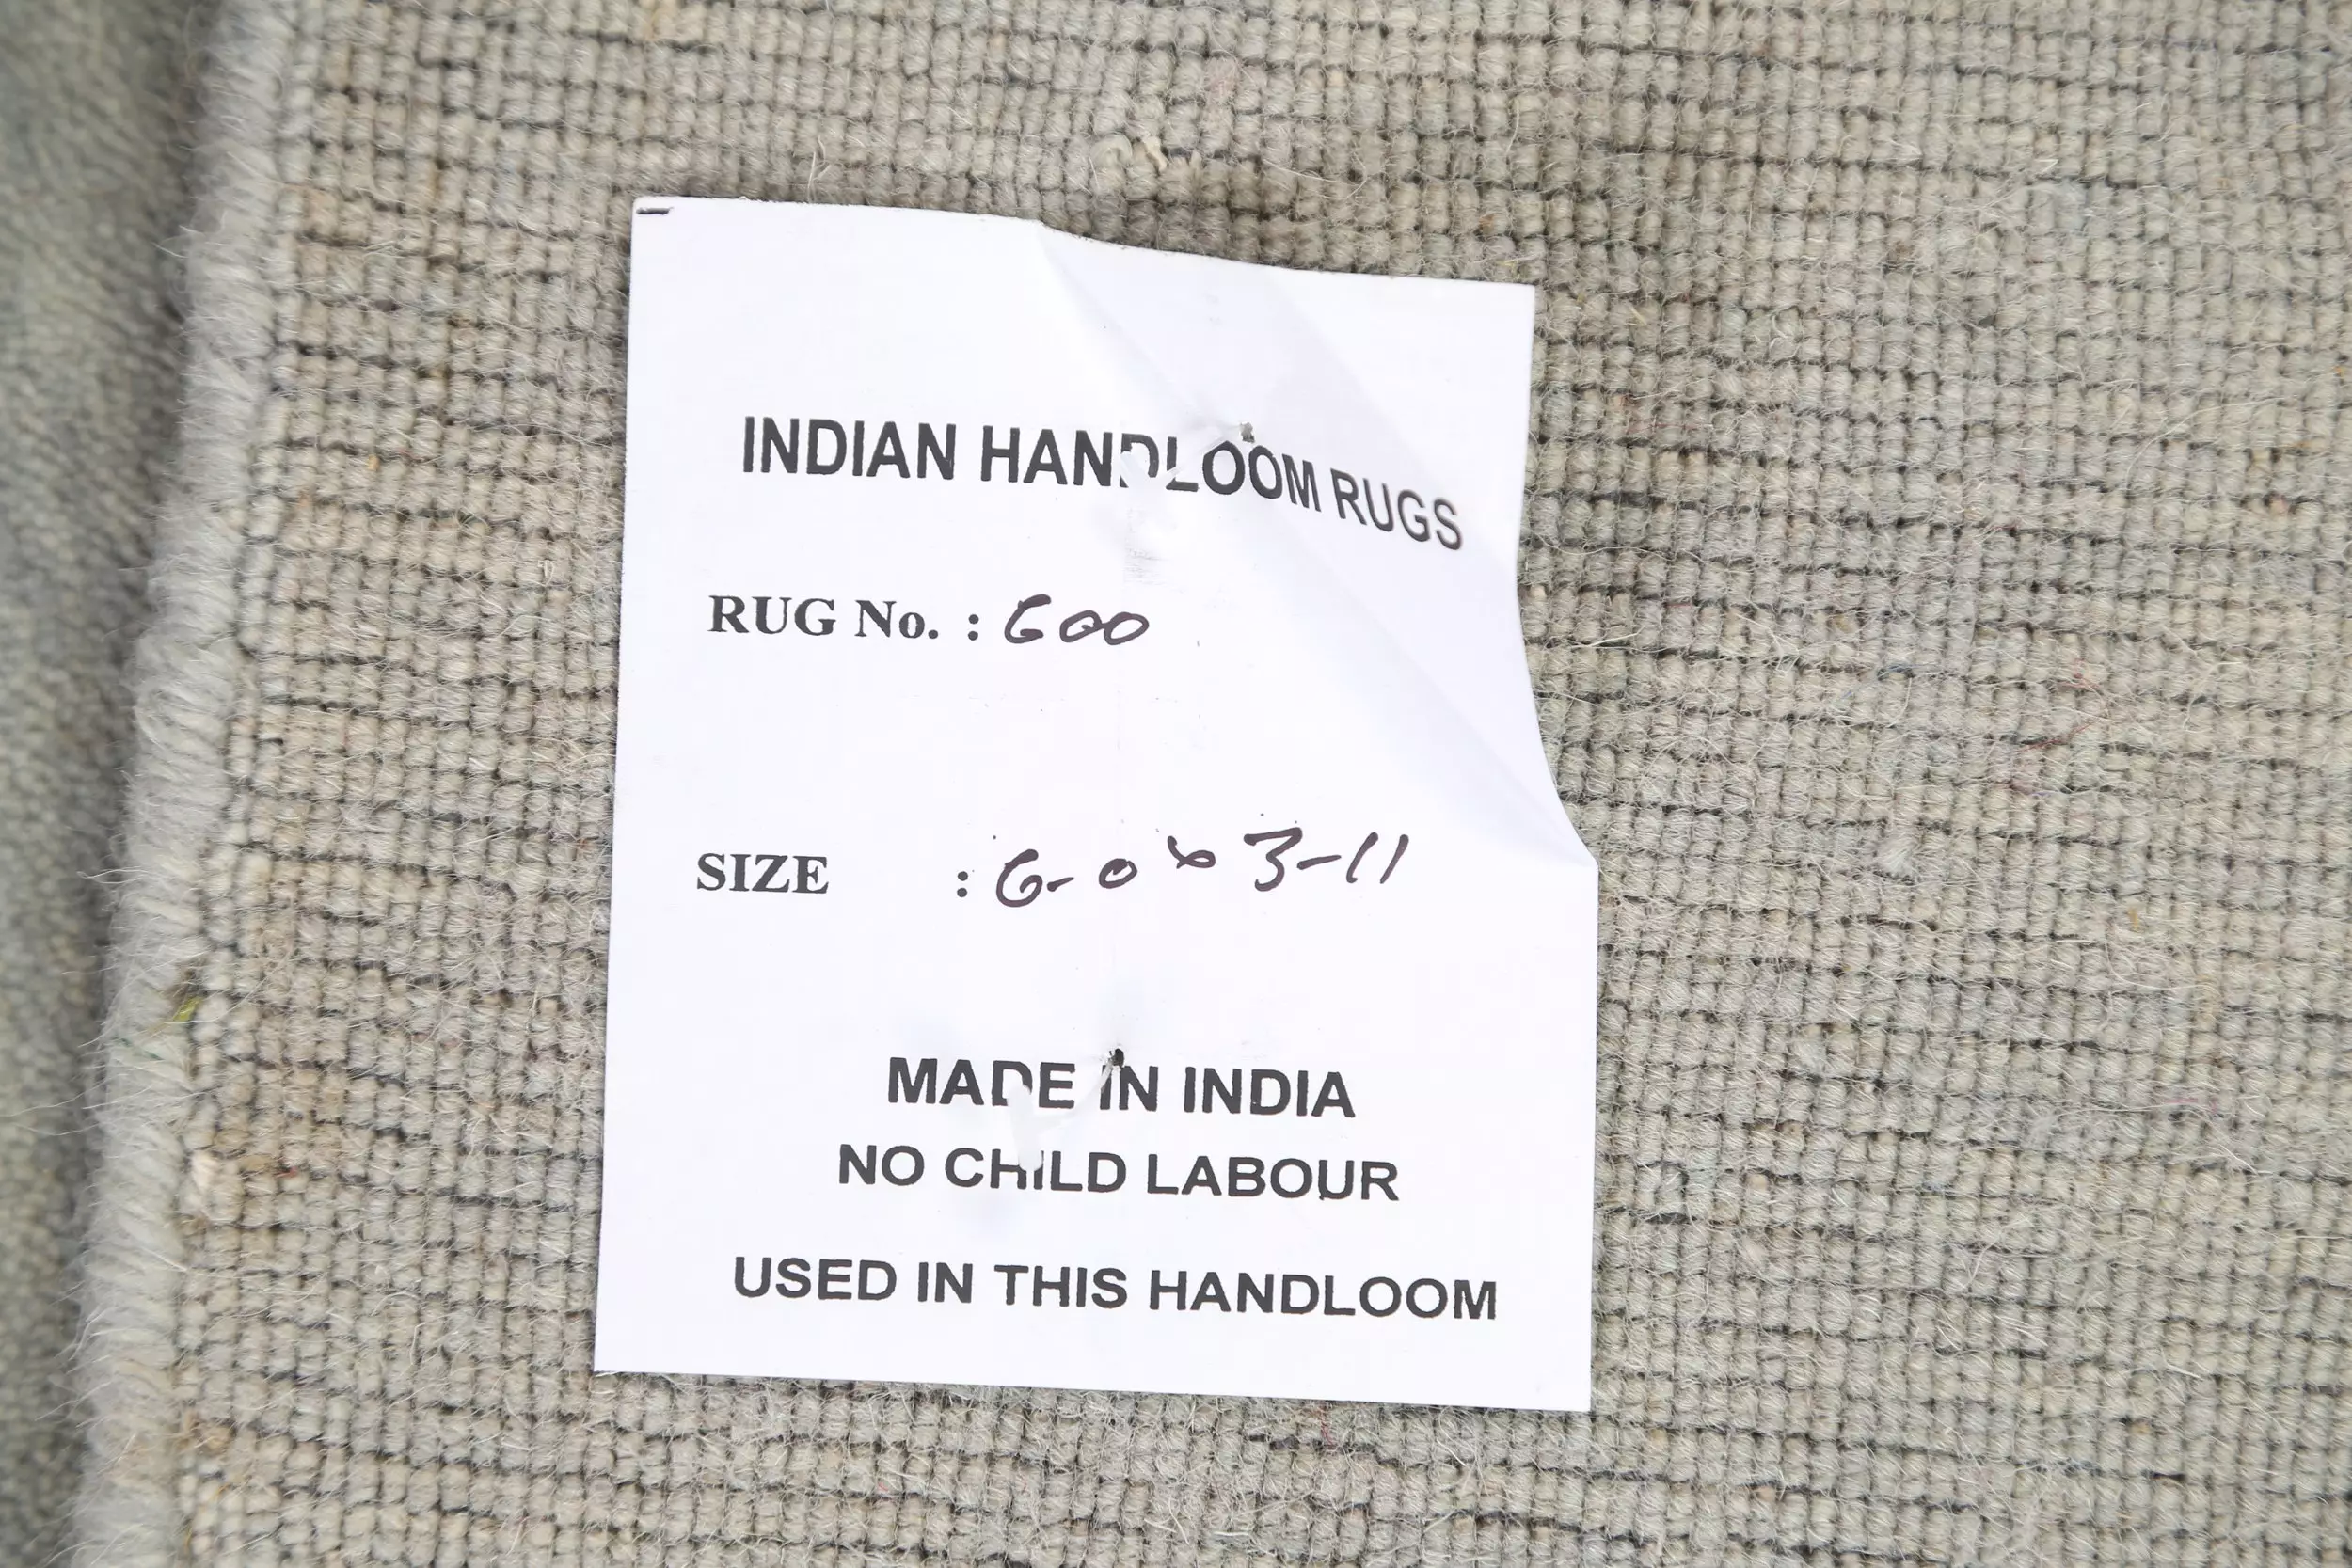 INDIAN HANDLOOM RUGS
RUG No. : 600
SIZE : 6-0 x 3-11
MADE IN INDIA
NO CHILD LABOUR
USED IN THIS HANDLOOM